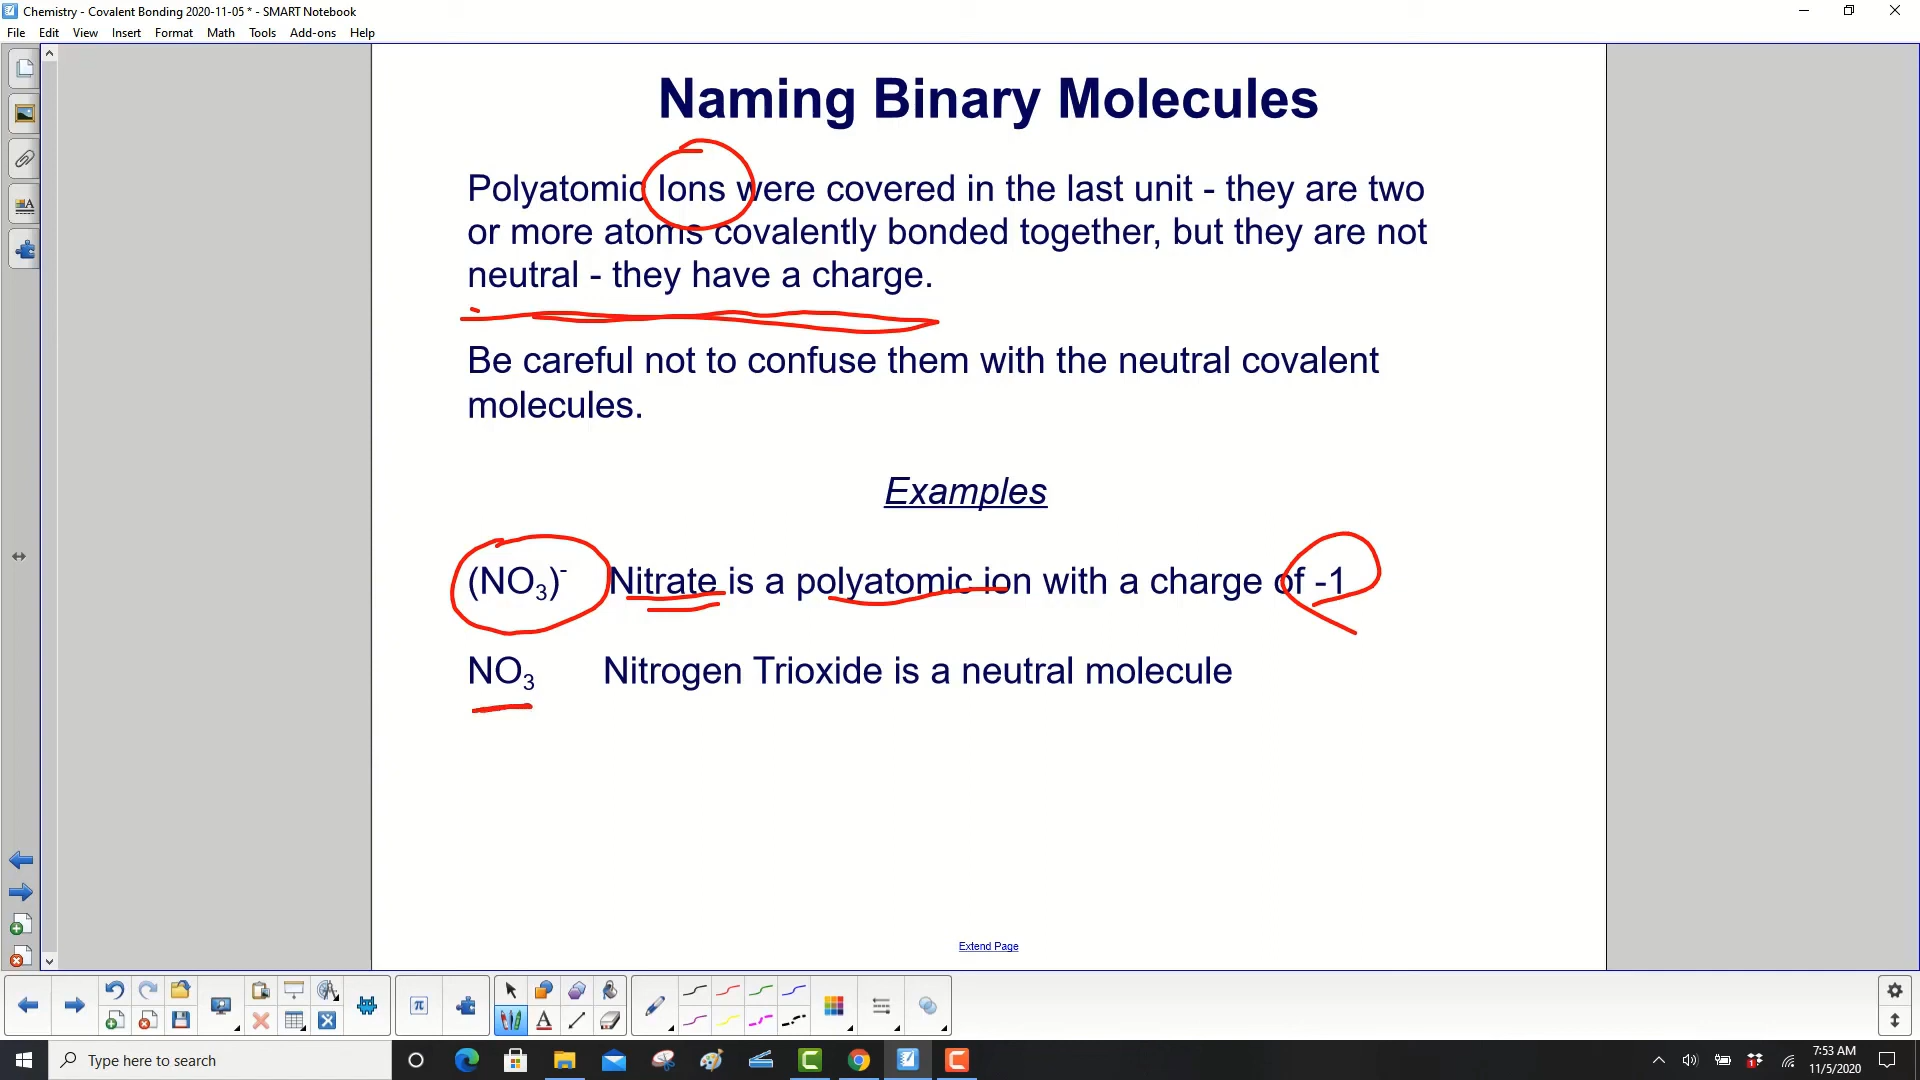 Chemistry - Covalent Bonding 2020-11-05 * - SMART Notebook
File Edit View Insert Format Math Tools Add-ons Help
Naming Binary Molecules
Polyatomic Ions were covered in the last unit - they are two
or more atoms covalently bonded together, but they are not
neutral - they have a charge.
Be careful not to confuse them with the neutral covalent
molecules.
Examples
(NO₃)⁻ Nitrate is a polyatomic ion with a charge of -1
NO₃ Nitrogen Trioxide is a neutral molecule
Extend Page
Type here to search
7:53 AM
11/5/2020